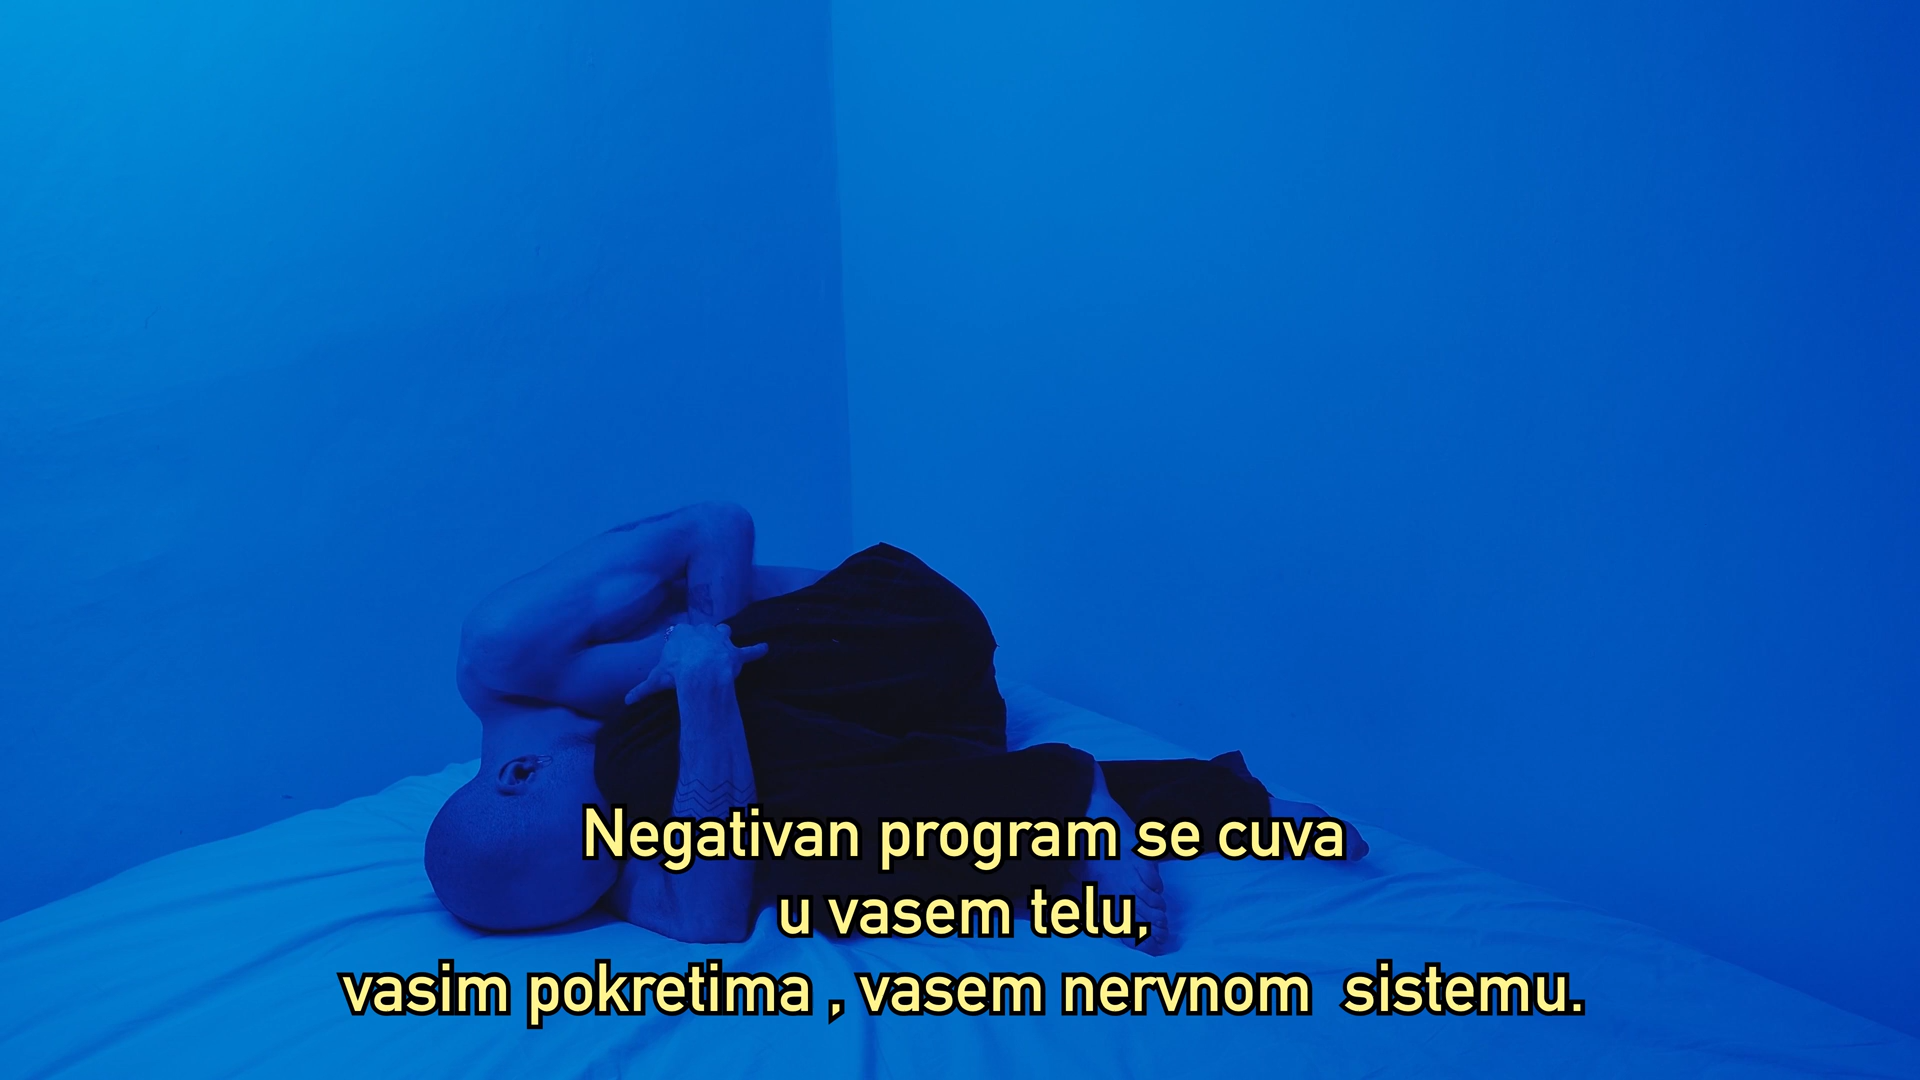 Negativan program se cuva
u vasem telu,
vasim pokretima , vasem nervnom  sistemu.